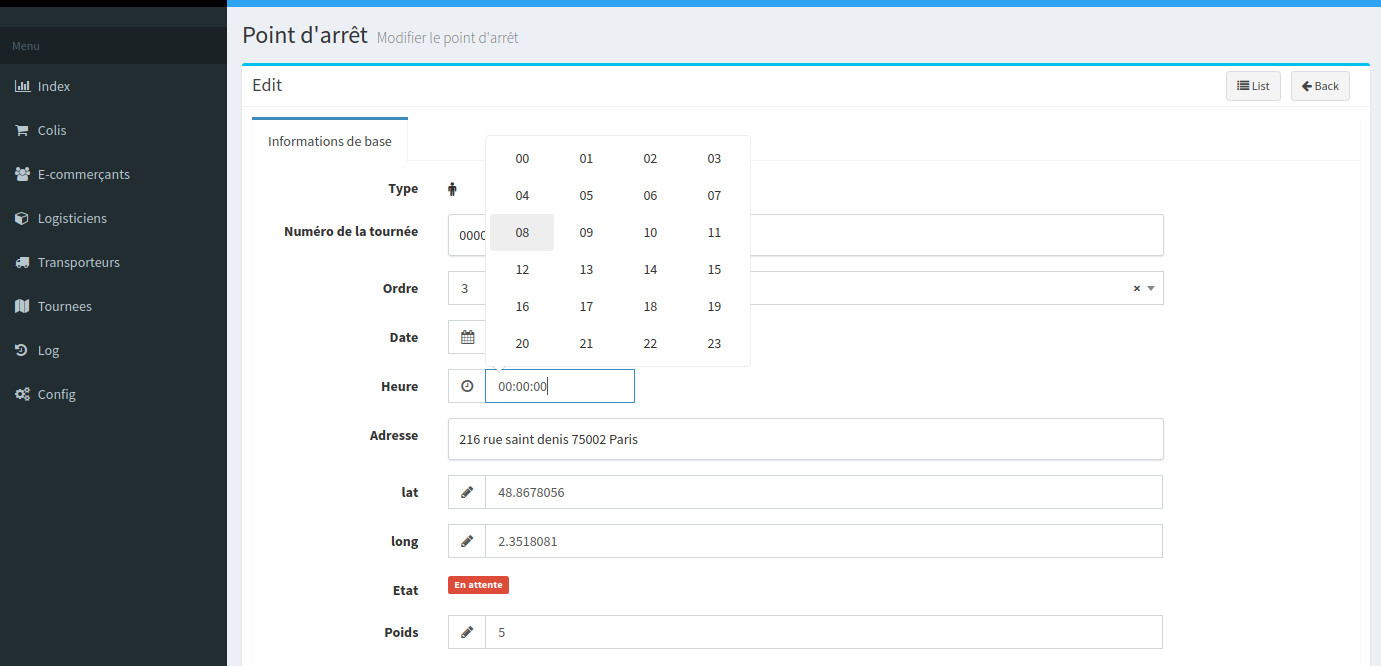 Menu
Index
Colis
E-commerçants
Logisticiens
Transporteurs
Tournees
Log
Config
Point d'arrêt Modifier le point d'arrêt
Edit
List
Back
Informations de base
Type
Numéro de la tournée 0000
Ordre 3 ×
Date
00 01 02 03
04 05 06 07
08 09 10 11
12 13 14 15
16 17 18 19
20 21 22 23
Heure 00:00:00
Adresse 216 rue saint denis 75002 Paris
lat 48.8678056
long 2.3518081
Etat En attente
Poids 5